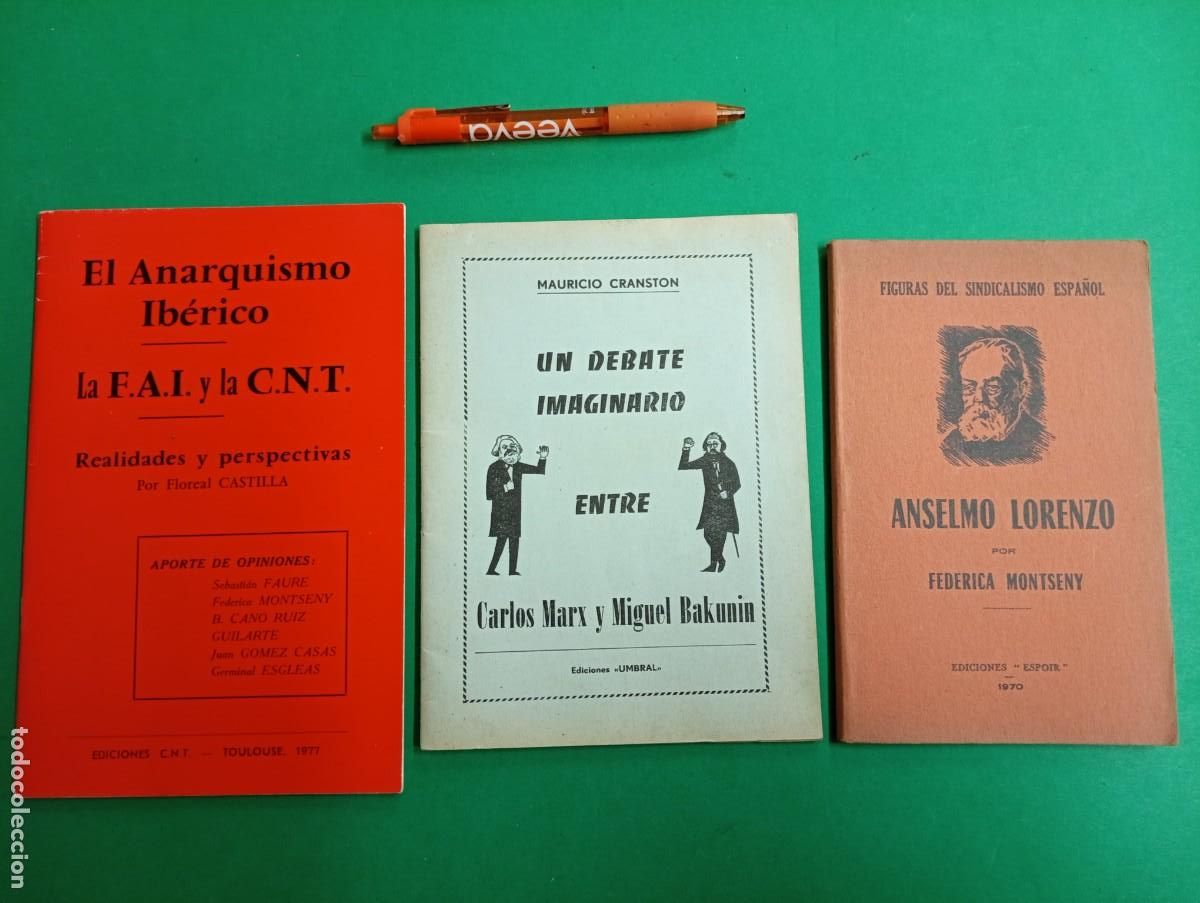 veeva
El Anarquismo
Ibérico
La F.A.I. y la C.N.T.
Realidades y perspectivas
Por Floreal CASTILLA
APORTE DE OPINIONES:
Sebastián FAURE
Federica MONTSENY
B. CANO RUIZ
GUILARTE
Juan GOMEZ CASAS
Germinal ESGLEAS
EDICIONES C.N.T. — TOULOUSE, 1977
MAURICIO CRANSTON
UN DEBATE
IMAGINARIO
ENTRE
Carlos Marx y Miguel Bakunin
Ediciones «UMBRAL»
FIGURAS DEL SINDICALISMO ESPAÑOL
ANSELMO LORENZO
POR
FEDERICA MONTSENY
EDICIONES "ESPOIR"
1970
todocoleccion